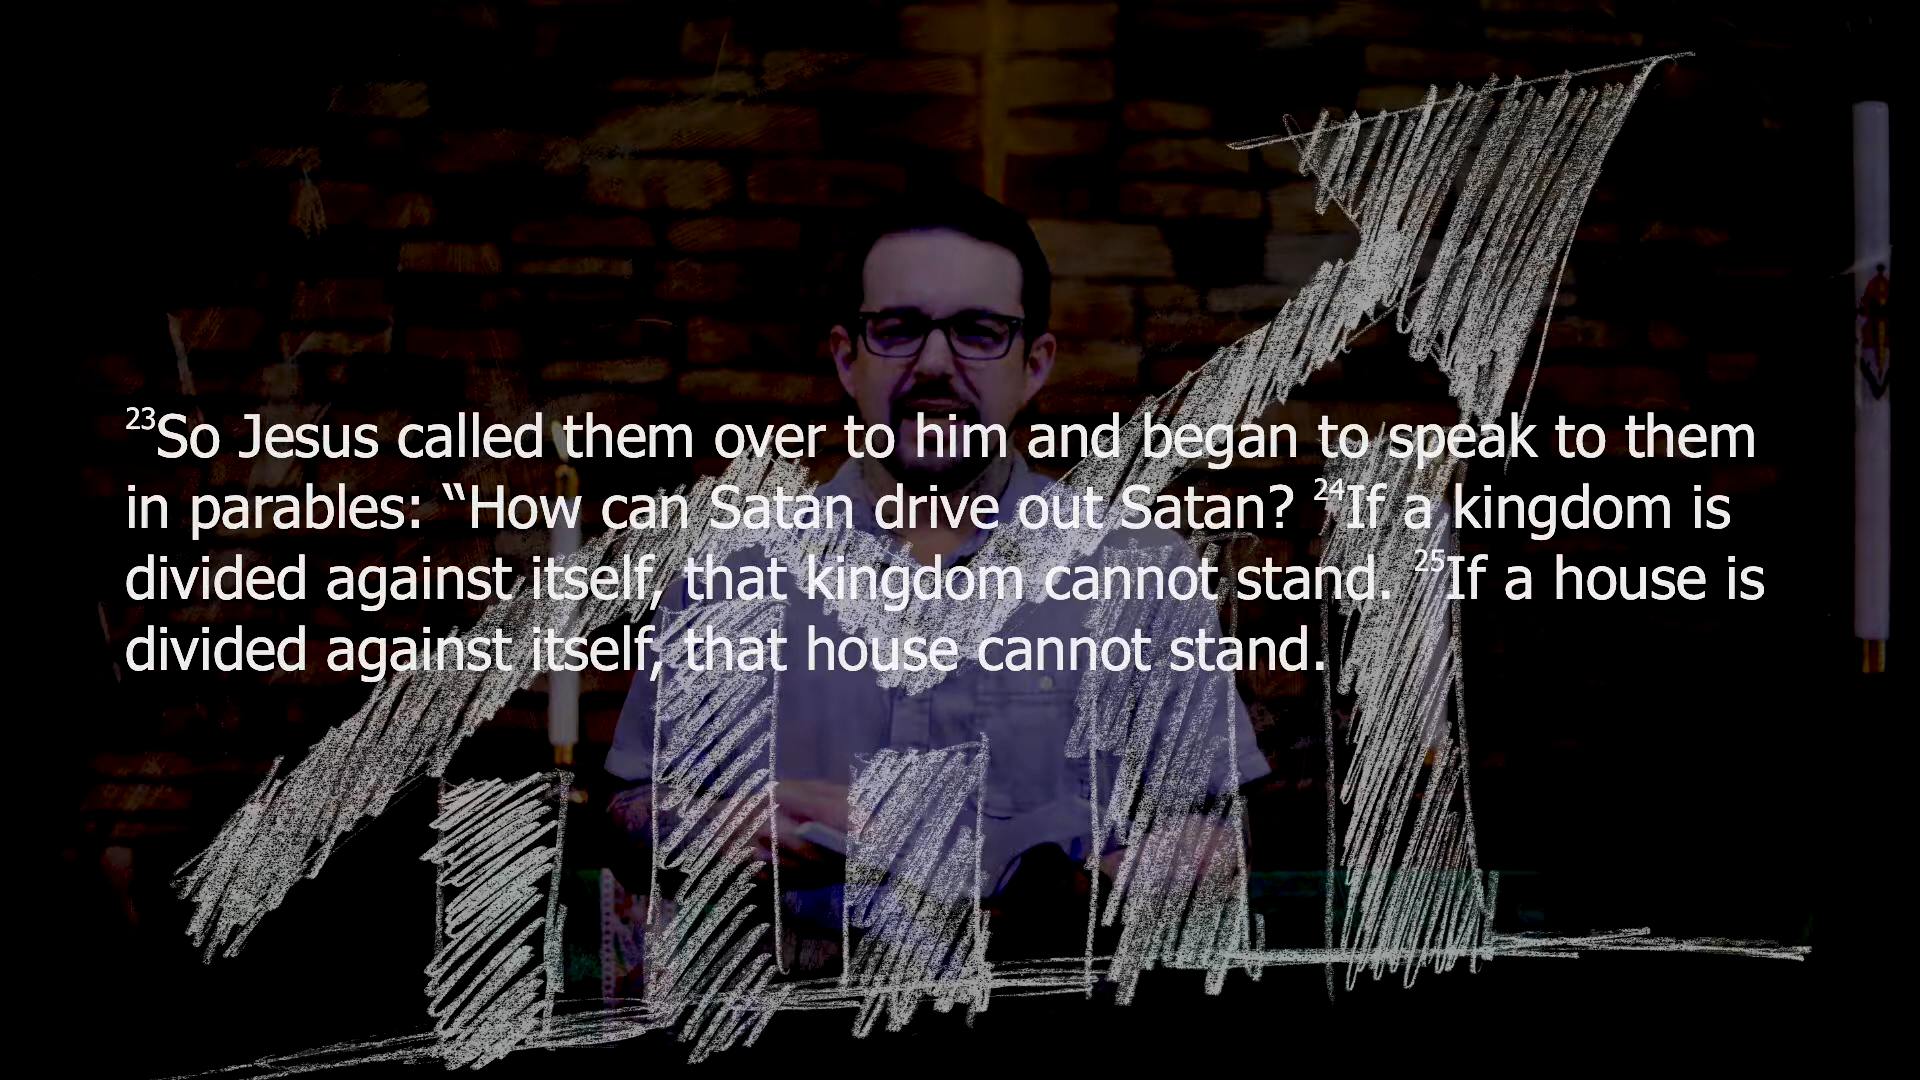 ²³So Jesus called them over to him and began to speak to them
in parables: “How can Satan drive out Satan? ²⁴If a kingdom is
divided against itself, that kingdom cannot stand. ²⁵If a house is
divided against itself, that house cannot stand.